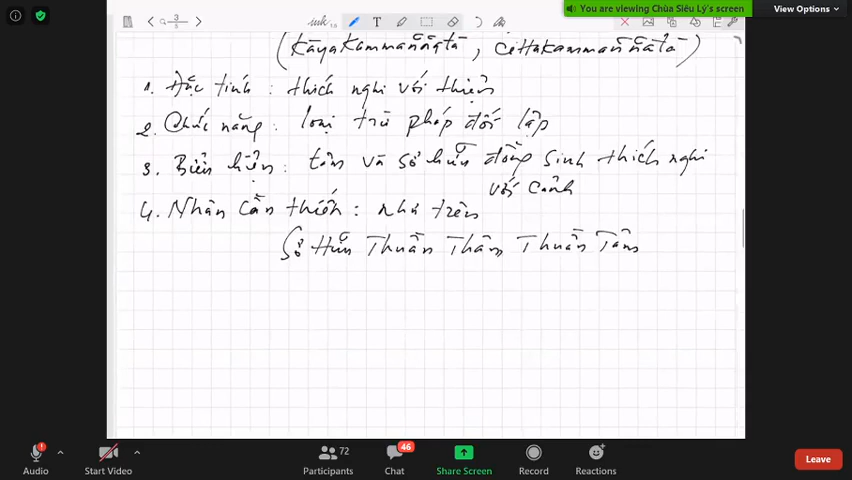 You are viewing Chùa Siêu Lý's screen
View Options
3
ink
T
(Kāyakammaññatā, Cittakammaññatā)
1. Đặc tính: thích nghi với thiện
2. Chức năng: loại trừ pháp đối lập
3. Biểu hiện: tâm và sở hữu đồng sinh thích nghi
với cảnh
4. Nhân cần thiết: như trên
Sở Hữu Thuần Thân Thuần Tâm
72
46
Audio
Start Video
Participants
Chat
Share Screen
Record
Reactions
Leave